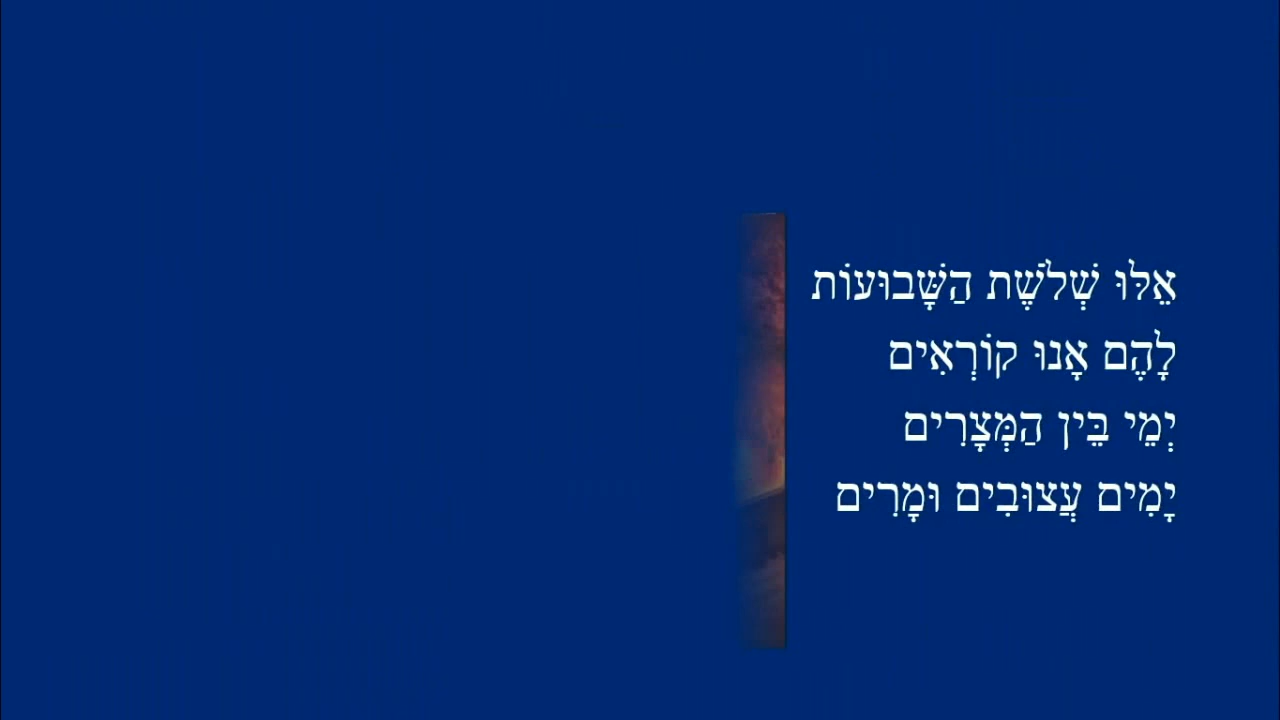 אֵלּוּ שְׁלֹשֶׁת הַשָּׁבוּעוֹת
לָהֶם אָנוּ קוֹרְאִים
יְמֵי בֵּין הַמְּצָרִים
יָמִים עֲצוּבִים וּמָרִים